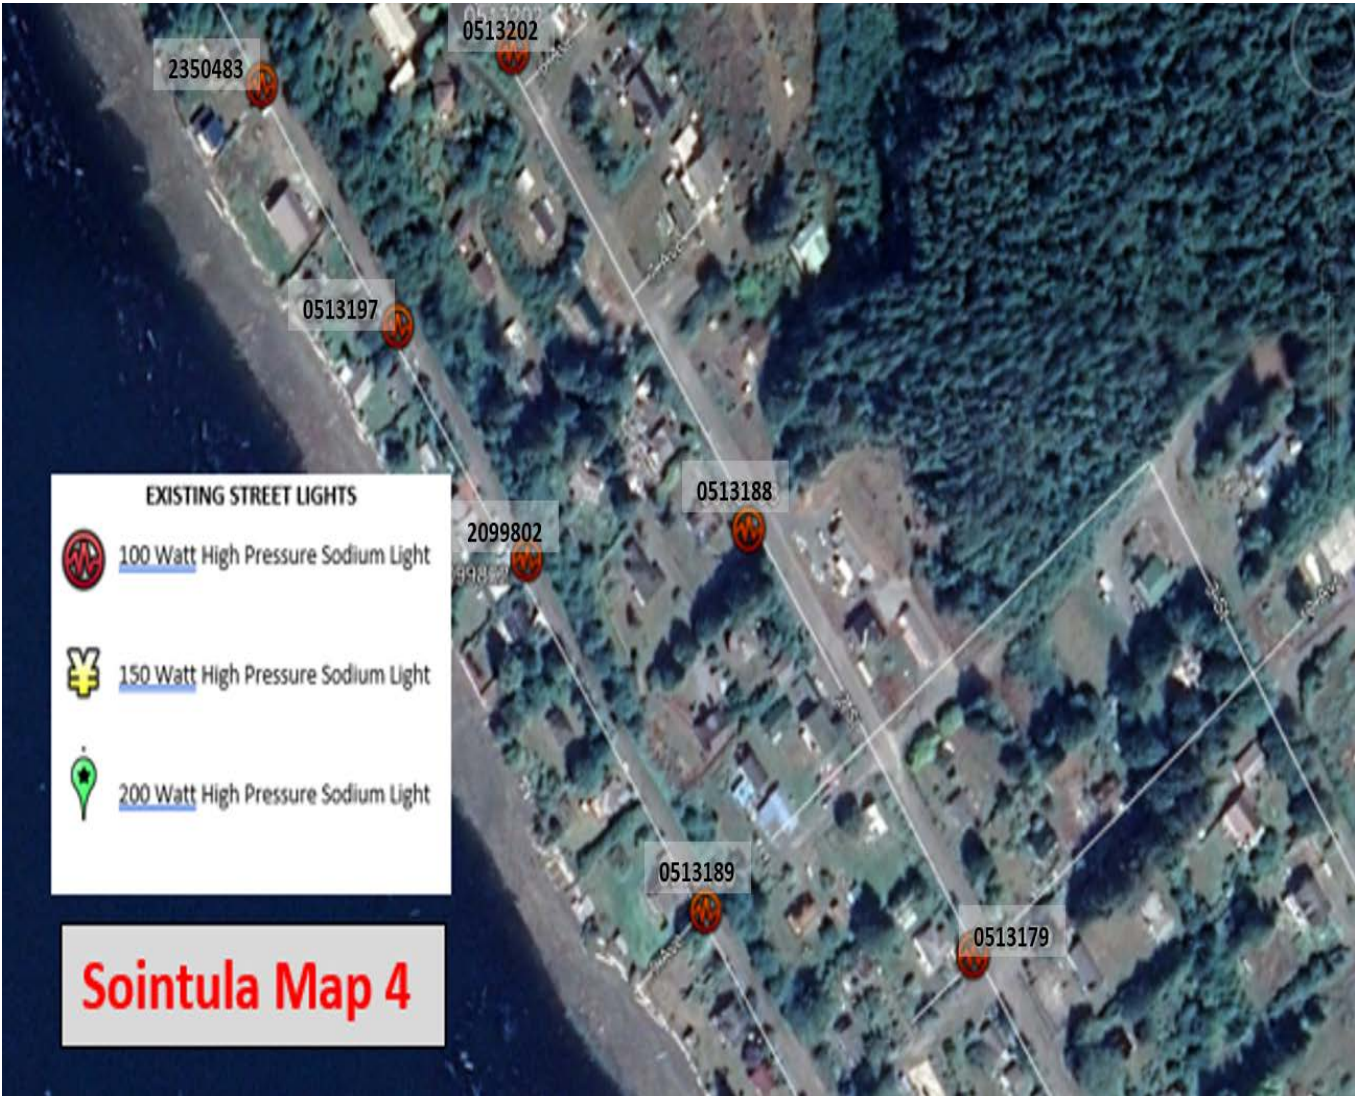 0513202
2350483
0513197
0513188
2099802
EXISTING STREET LIGHTS
100 Watt High Pressure Sodium Light
150 Watt High Pressure Sodium Light
200 Watt High Pressure Sodium Light
0513189
0513179
Sointula Map 4